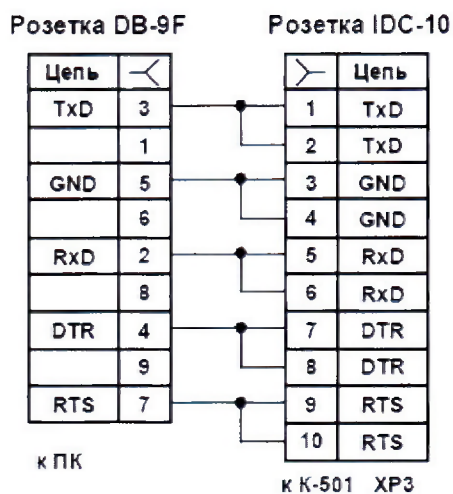 Розетка DB-9F Розетка IDC-10
Цепь Цепь
TxD 3 1 TxD
1 2 TxD
GND 5 3 GND
6 4 GND
RxD 2 5 RxD
8 6 RxD
DTR 4 7 DTR
9 8 DTR
RTS 7 9 RTS
10 RTS
к ПК
к К-501 ХР3